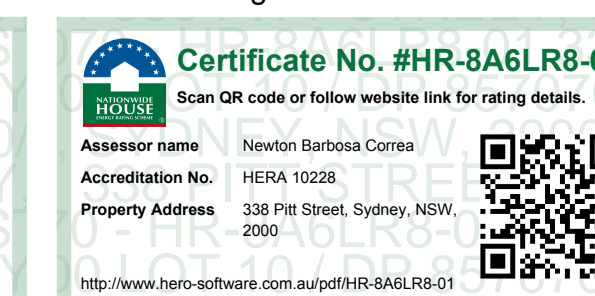 Certificate No. #HR-8A6LR8-0
Scan QR code or follow website link for rating details.
NATIONWIDE
HOUSE
ENERGY RATING SCHEME
®
Assessor name Newton Barbosa Correa
Accreditation No. HERA 10228
Property Address 338 Pitt Street, Sydney, NSW,
2000
http://www.hero-software.com.au/pdf/HR-8A6LR8-01